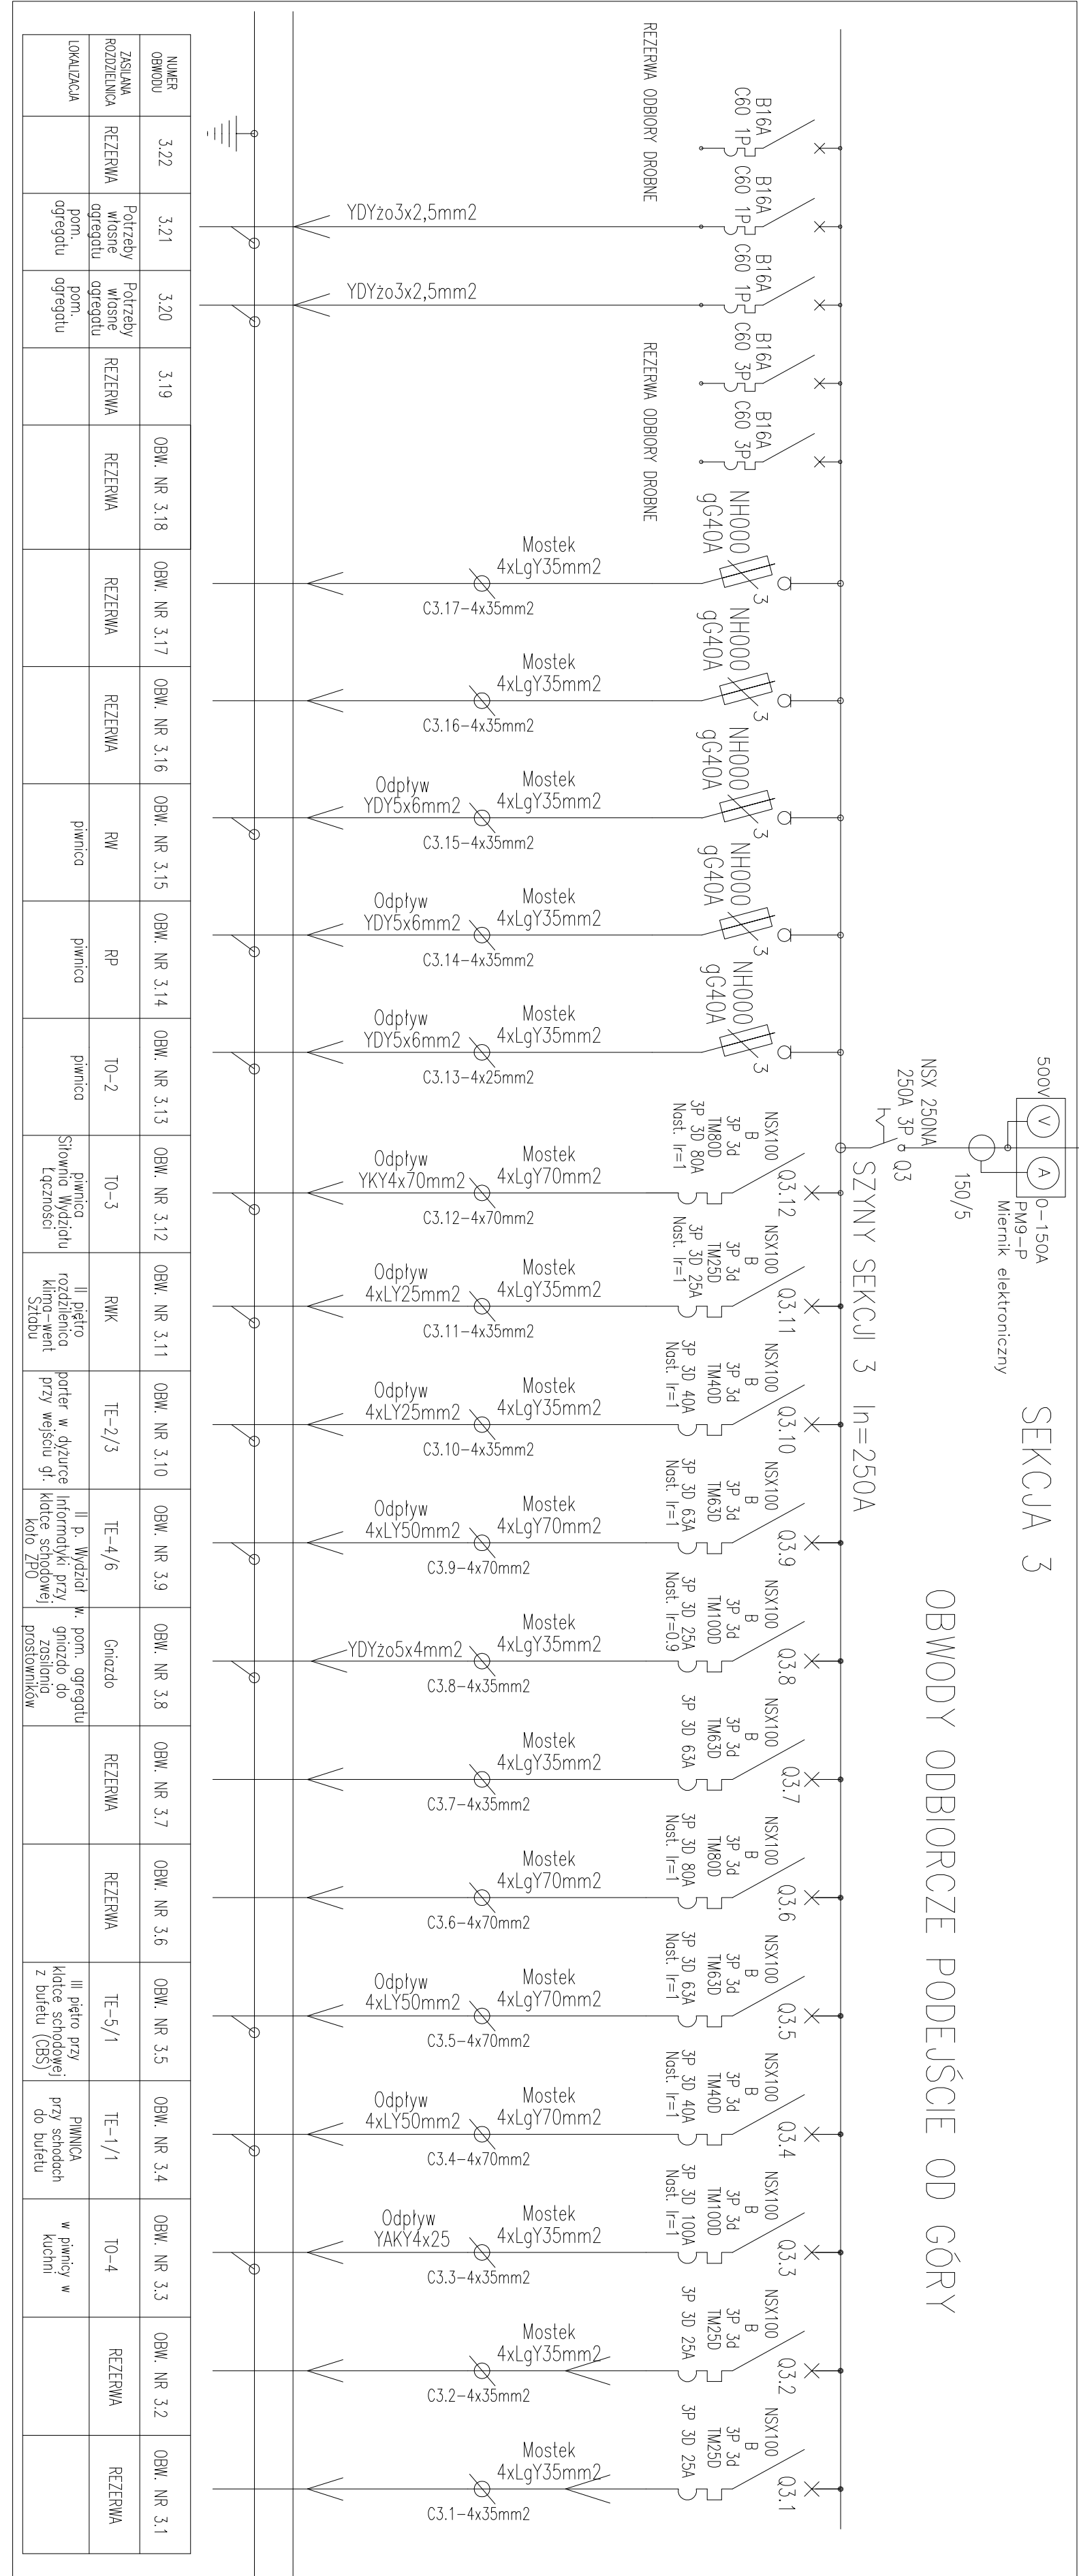 SEKCJA 3
OBWODY ODBIORCZE PODEJŚCIE OD GÓRY
500V
V
A
0-150A
PM9-P
Miernik elektroniczny
150/5
NSX 250NA
250A 3P
Q3
SZYNY SEKCJI 3 In=250A
B16A
C60 1P
B16A
C60 1P
B16A
C60 1P
B16A
C60 3P
B16A
C60 3P
REZERWA ODBIORY DROBNE
REZERWA ODBIORY DROBNE
YDYżo3x2,5mm2
YDYżo3x2,5mm2
NH000
gG40A
3
Mostek
4xLgY35mm2
C3.17-4x35mm2
NH000
gG40A
3
Mostek
4xLgY35mm2
C3.16-4x35mm2
NH000
gG40A
3
Mostek
4xLgY35mm2
Odpływ
YDY5x6mm2
C3.15-4x35mm2
NH000
gG40A
3
Mostek
4xLgY35mm2
Odpływ
YDY5x6mm2
C3.14-4x35mm2
NH000
gG40A
3
Mostek
4xLgY35mm2
Odpływ
YDY5x6mm2
C3.13-4x25mm2
NSX100
B
3P 3d
TM80D
3P 3D 80A
Nast. Ir=1
Q3.12
Mostek
4xLgY70mm2
Odpływ
YKY4x70mm2
C3.12-4x70mm2
NSX100
B
3P 3d
TM25D
3P 3D 25A
Nast. Ir=1
Q3.11
Mostek
4xLgY35mm2
Odpływ
4xLY25mm2
C3.11-4x35mm2
NSX100
B
3P 3d
TM40D
3P 3D 40A
Nast. Ir=1
Q3.10
Mostek
4xLgY35mm2
Odpływ
4xLY25mm2
C3.10-4x35mm2
NSX100
B
3P 3d
TM63D
3P 3D 63A
Nast. Ir=1
Q3.9
Mostek
4xLgY70mm2
Odpływ
4xLY50mm2
C3.9-4x70mm2
NSX100
B
3P 3d
TM100D
3P 3D 25A
Nast. Ir=0.9
Q3.8
Mostek
4xLgY35mm2
YDYżo5x4mm2
C3.8-4x35mm2
NSX100
B
3P 3d
TM63D
3P 3D 63A
Q3.7
Mostek
4xLgY35mm2
C3.7-4x35mm2
NSX100
B
3P 3d
TM80D
3P 3D 80A
Nast. Ir=1
Q3.6
Mostek
4xLgY70mm2
C3.6-4x70mm2
NSX100
B
3P 3d
TM63D
3P 3D 63A
Nast. Ir=1
Q3.5
Mostek
4xLgY70mm2
Odpływ
4xLY50mm2
C3.5-4x70mm2
NSX100
B
3P 3d
TM40D
3P 3D 40A
Nast. Ir=1
Q3.4
Mostek
4xLgY70mm2
Odpływ
4xLY50mm2
C3.4-4x70mm2
NSX100
B
3P 3d
TM100D
3P 3D 100A
Nast. Ir=1
Q3.3
Mostek
4xLgY35mm2
Odpływ
YAKY4x25
C3.3-4x35mm2
NSX100
B
3P 3d
TM25D
3P 3D 25A
Q3.2
Mostek
4xLgY35mm2
C3.2-4x35mm2
NSX100
B
3P 3d
TM25D
3P 3D 25A
Q3.1
Mostek
4xLgY35mm2
C3.1-4x35mm2
NUMER
OBWODU
ZASILANA
ROZDZIELNICA
LOKALIZACJA
3.22
REZERWA
3.21
Potrzeby
własne
agregatu
pom.
agregatu
3.20
Potrzeby
własne
agregatu
pom.
agregatu
3.19
REZERWA
OBW. NR 3.18
REZERWA
OBW. NR 3.17
REZERWA
OBW. NR 3.16
REZERWA
OBW. NR 3.15
RW
piwnica
OBW. NR 3.14
RP
piwnica
OBW. NR 3.13
TO-2
piwnica
OBW. NR 3.12
TO-3
piwnica
Siłownia Wydziału
Łączności
OBW. NR 3.11
RWK
II piętro
rozdzilenica
klima-went
Sztabu
OBW. NR 3.10
TE-2/3
parter w dyżurce
przy wejściu gł.
OBW. NR 3.9
TE-4/6
II p. Wydział
Informatyki przy
klatce schodowej
koło ZPO
OBW. NR 3.8
Gniazdo
w. pom. agregatu
gniazdo do
zasilania
prostowników
OBW. NR 3.7
REZERWA
OBW. NR 3.6
REZERWA
OBW. NR 3.5
TE-5/1
III piętro przy
klatce schodowej
z bufetu (CBŚ)
OBW. NR 3.4
TE-1/1
PIWNICA
przy schodach
do bufetu
OBW. NR 3.3
TO-4
w piwnicy w
kuchni
OBW. NR 3.2
REZERWA
OBW. NR 3.1
REZERWA